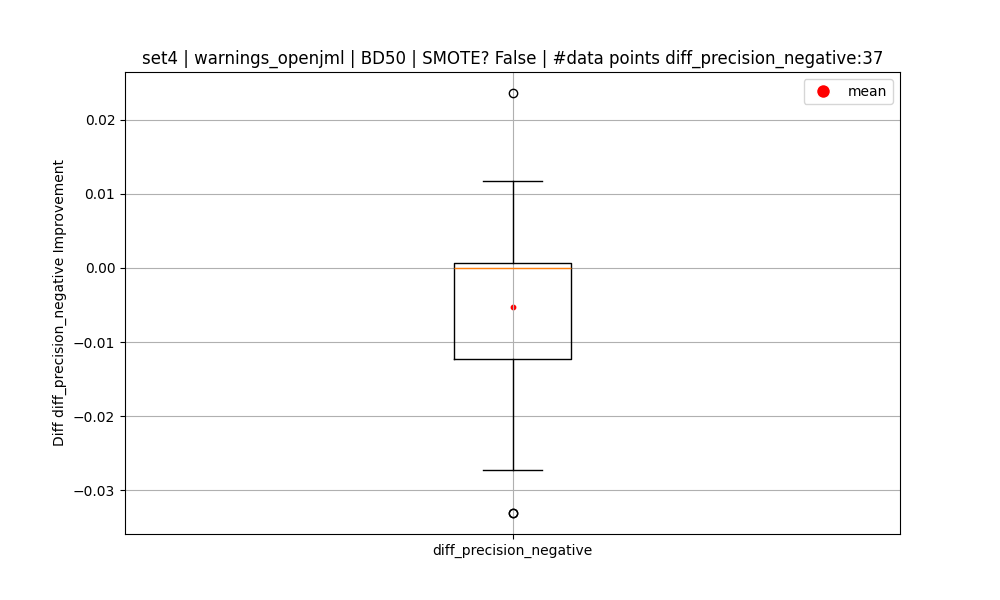 set4 | warnings_openjml | BD50 | SMOTE? False | #data points diff_precision_negative:37
mean
0.02
0.01
0.00
−0.01
−0.02
−0.03
Diff diff_precision_negative Improvement
diff_precision_negative